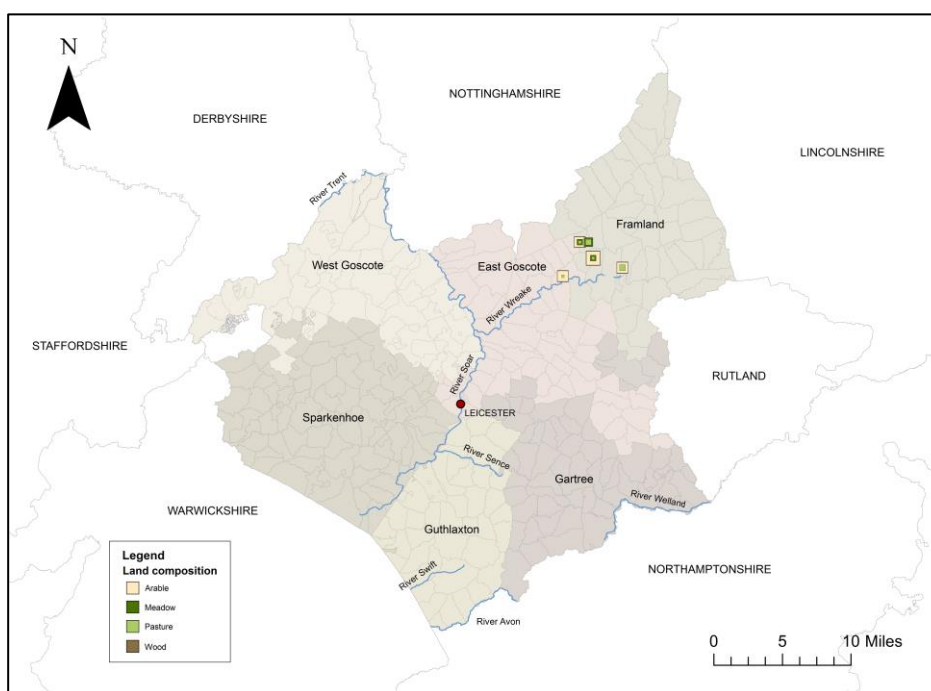 N
NOTTINGHAMSHIRE
DERBYSHIRE
LINCOLNSHIRE
River Trent
Framland
West Goscote
East Goscote
River Wreake
STAFFORDSHIRE
RUTLAND
River Soar
LEICESTER
Sparkenhoe
River Sence
Gartree
River Welland
WARWICKSHIRE
Guthlaxton
River Swift
NORTHAMPTONSHIRE
River Avon
Legend
Land composition
Arable
Meadow
Pasture
Wood
0 5 10 Miles